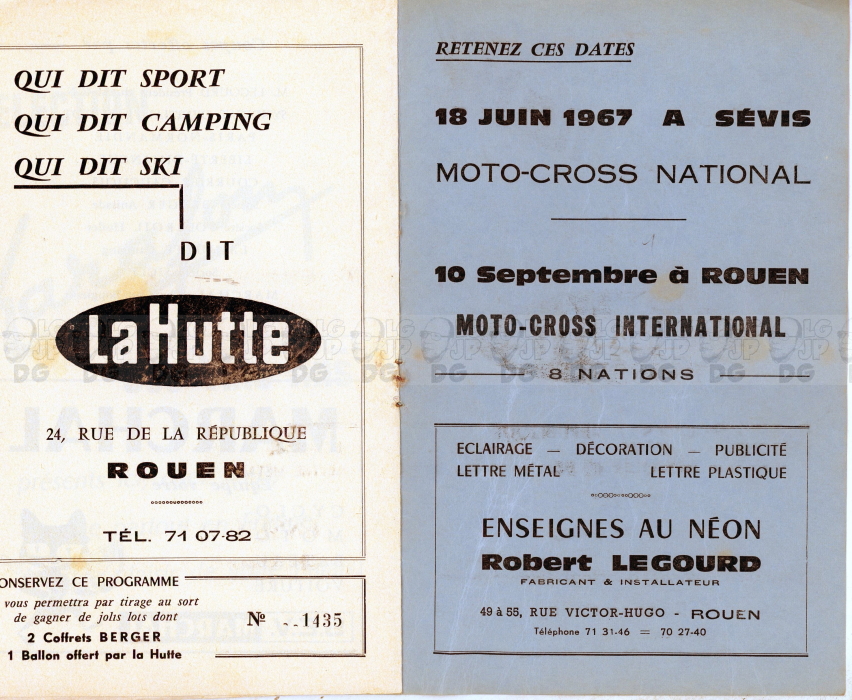 QUI DIT SPORT
QUI DIT CAMPING
QUI DIT SKI
DIT
La Hutte
24, RUE DE LA RÉPUBLIQUE
ROUEN
TÉL. 71 07-82
ONSERVEZ CE PROGRAMME
vous permettra par tirage au sort
de gagner de jolis lots dont
2 Coffrets BERGER
1 Ballon offert par la Hutte
Nº 1435
RETENEZ CES DATES
18 JUIN 1967 A SÉVIS
MOTO-CROSS NATIONAL
10 Septembre à ROUEN
MOTO-CROSS INTERNATIONAL
8 NATIONS
ECLAIRAGE — DÉCORATION — PUBLICITÉ
LETTRE MÉTAL LETTRE PLASTIQUE
ENSEIGNES AU NÉON
Robert LEGOURD
FABRICANT & INSTALLATEUR
49 à 55, RUE VICTOR-HUGO - ROUEN
Téléphone 71 31-46 = 70 27-40